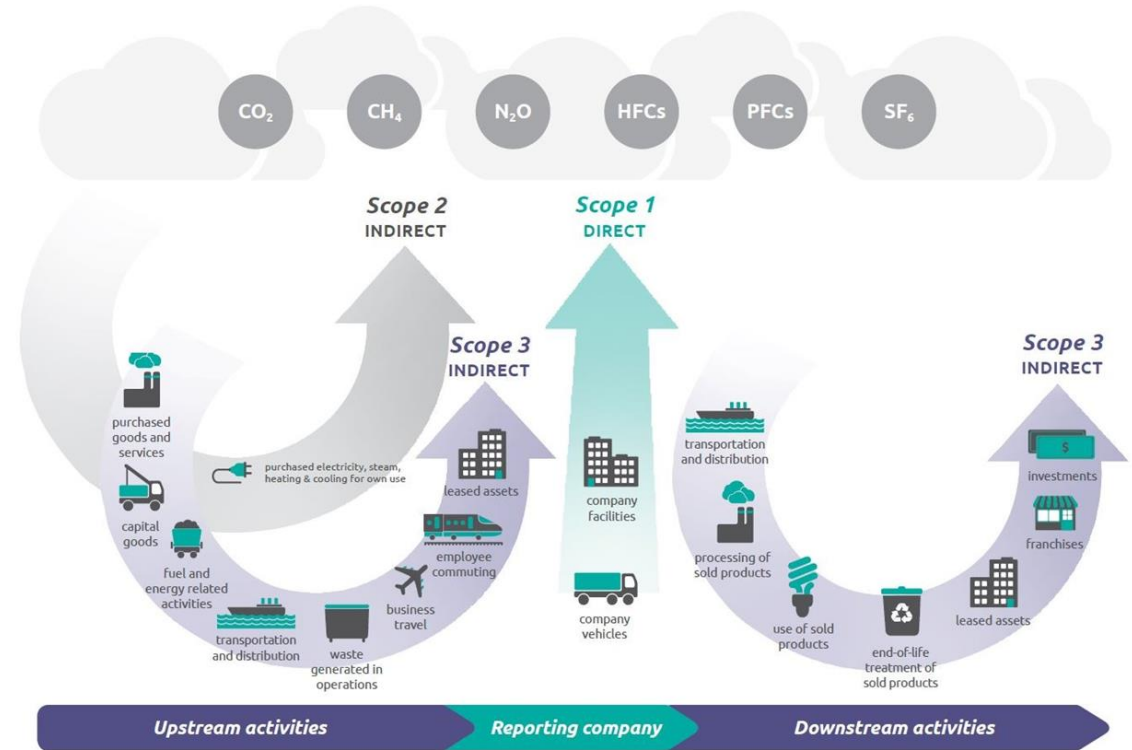 CO₂
CH₄
N₂O
HFCs
PFCs
SF₆
Scope 2
INDIRECT
Scope 1
DIRECT
Scope 3
INDIRECT
Scope 3
INDIRECT
purchased
goods and
services
capital
goods
fuel and
energy related
activities
purchased electricity, steam,
heating & cooling for own use
transportation
and distribution
waste
generated in
operations
business
travel
employee
commuting
leased assets
company
facilities
company
vehicles
transportation
and distribution
processing of
sold products
use of sold
products
end-of-life
treatment of
sold products
leased assets
franchises
$
investments
Upstream activities
Reporting company
Downstream activities